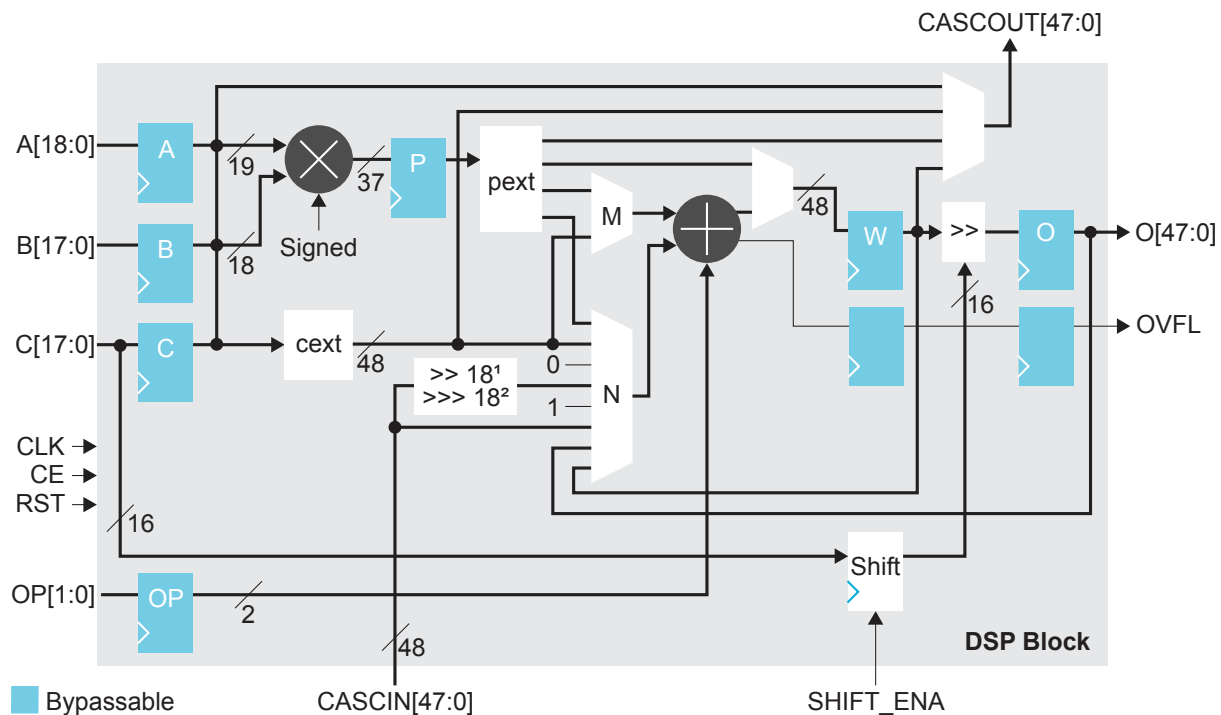 CASCOUT[47:0]
A[18:0]
A
19
B[17:0]
B
18
Signed
37
P
pext
M
48
W
>>
16
O
O[47:0]
C[17:0]
C
cext
48
>> 18¹
>>> 18²
0
1
N
OVFL
CLK
CE
RST
16
OP[1:0]
OP
2
48
Shift
DSP Block
Bypassable
CASCIN[47:0]
SHIFT_ENA